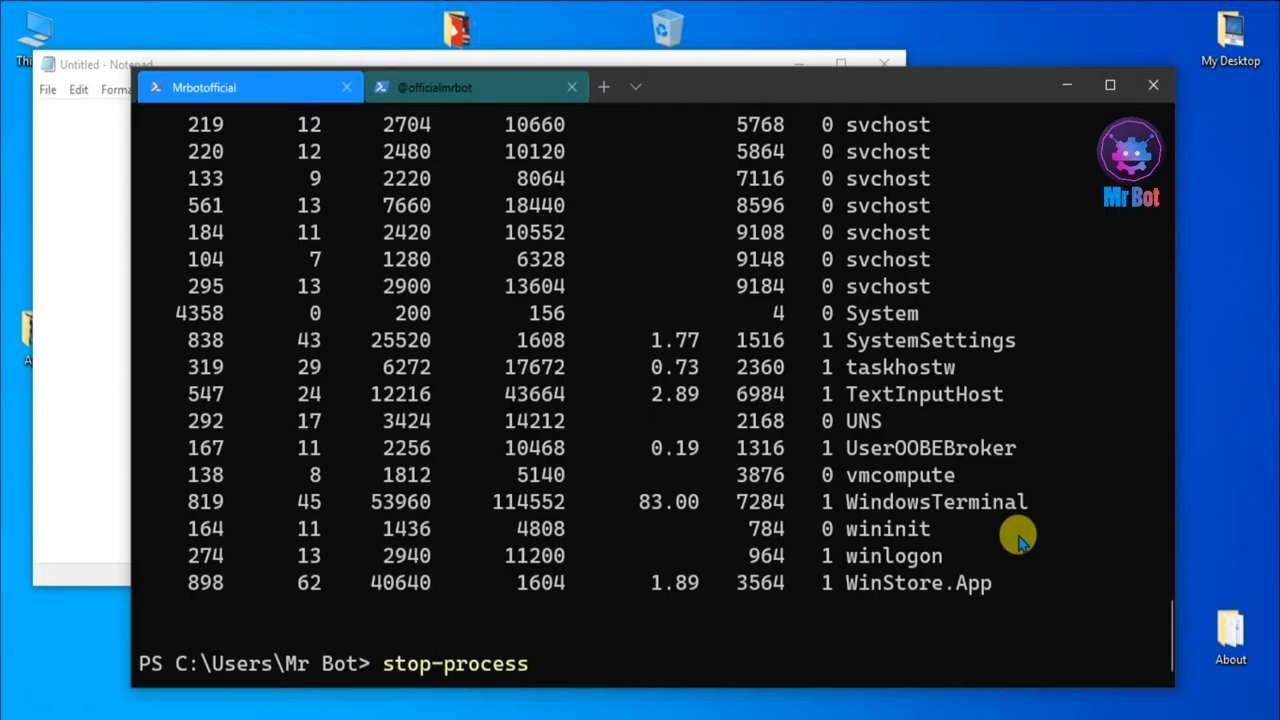 My Desktop
Untitled - Notepad
File Edit Forma
Mrbotofficial
@officialmrbot
219 12 2704 10660 5768 0 svchost
220 12 2480 10120 5864 0 svchost
133 9 2220 8064 7116 0 svchost
561 13 7660 18440 8596 0 svchost
184 11 2420 10552 9108 0 svchost
104 7 1280 6328 9148 0 svchost
295 13 2900 13604 9184 0 svchost
4358 0 200 156 4 0 System
838 43 25520 1608 1.77 1516 1 SystemSettings
319 29 6272 17672 0.73 2360 1 taskhostw
547 24 12216 43664 2.89 6984 1 TextInputHost
292 17 3424 14212 2168 0 UNS
167 11 2256 10468 0.19 1316 1 UserOOBEBroker
138 8 1812 5140 3876 0 vmcompute
819 45 53960 114552 83.00 7284 1 WindowsTerminal
164 11 1436 4808 784 0 wininit
274 13 2940 11200 964 1 winlogon
898 62 40640 1604 1.89 3564 1 WinStore.App
PS C:\Users\Mr Bot> stop-process
Mr Bot
About